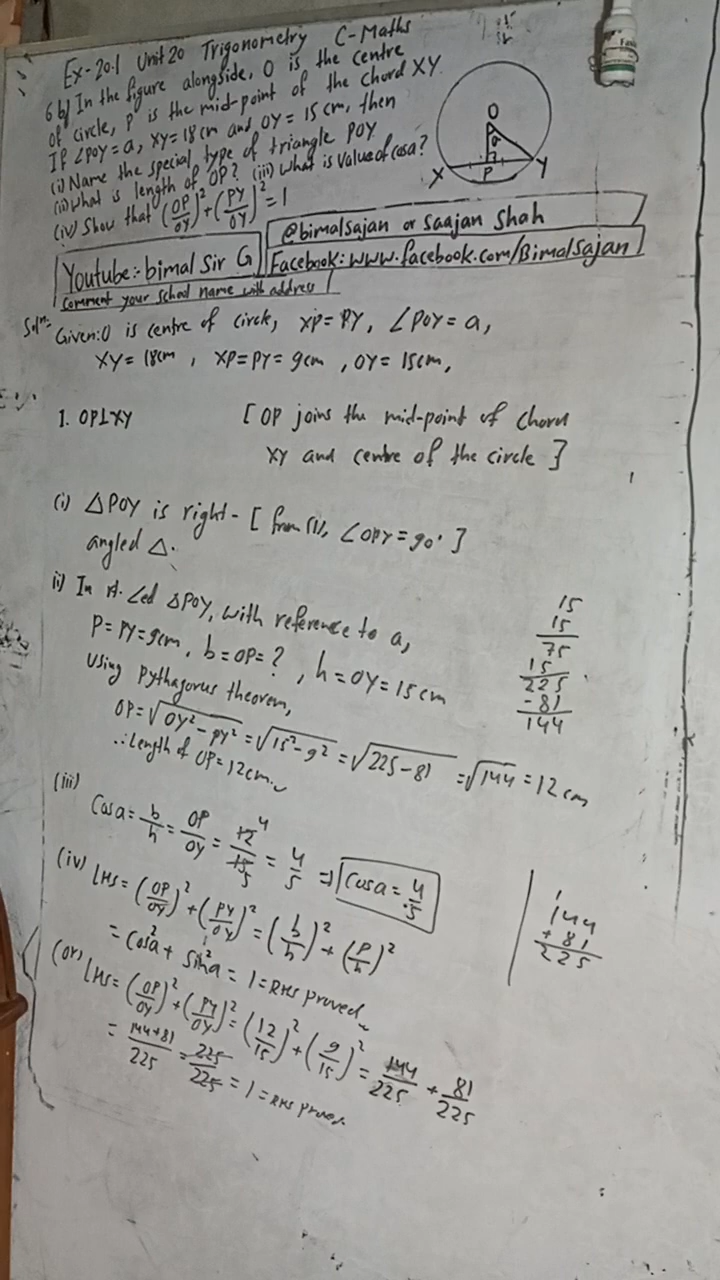 Ex-20.1 Unit 20 Trigonometry C-Maths
6 b) In the figure alongside, O is the centre
of circle, P is the mid-point of the chord XY.
If ∠POY = a, XY = 18 cm and OY = 15 cm, then
(i) Name the special type of triangle POY
(ii) What is length of OP? (iii) What is value of cosa?
(iv) Show that (OP/OY)² + (PY/OY)² = 1
O
a
X
P
Y
@bimalsajan or Saajan Shah
Youtube:- bimal Sir G
Facebook: www.facebook.com/BimalSajan
Comment your School name with address
Solⁿ: Given: O is centre of circle, XP = PY, ∠POY = a,
XY = 18cm, XP = PY = 9cm, OY = 15cm,
1. OP⊥XY [OP joins the mid-point of chord
XY and centre of the circle]
(i) △POY is right- [from (1), ∠OPY = 90°]
angled △.
ii) In rt. ∠ed △POY, with reference to a,
P = PY = 9cm, b = OP = ?, h = OY = 15cm
Using Pythagorus theorem,
OP = √OY² - PY² = √15² - 9² = √225 - 81 = √144 = 12 cm
∴ Length of OP = 12cm.
15
15
75
15
225
- 81
144
(iii)
Cosa = b/h = OP/OY = 12/15 = 4/5 ⇒ Cosa = 4/5
(iv) LHS = (OP/OY)² + (PY/OY)² = (b/h)² + (P/h)²
= cos²a + sin²a = 1 = RHS proved
1
144
+ 81
225
(or) LHS = (OP/OY)² + (PY/OY)² = (12/15)² + (9/15)² = 144/225 + 81/225
= 144+81/225 = 225/225 = 1 = RHS proved